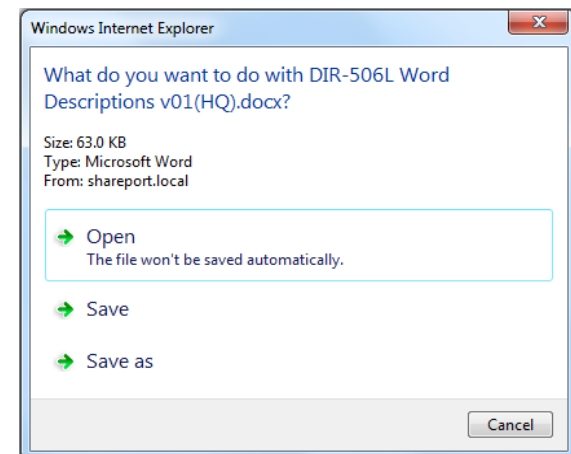 Windows Internet Explorer
What do you want to do with DIR-506L Word
Descriptions v01(HQ).docx?
Size: 63.0 KB
Type: Microsoft Word
From: shareport.local
Open
The file won't be saved automatically.
Save
Save as
Cancel